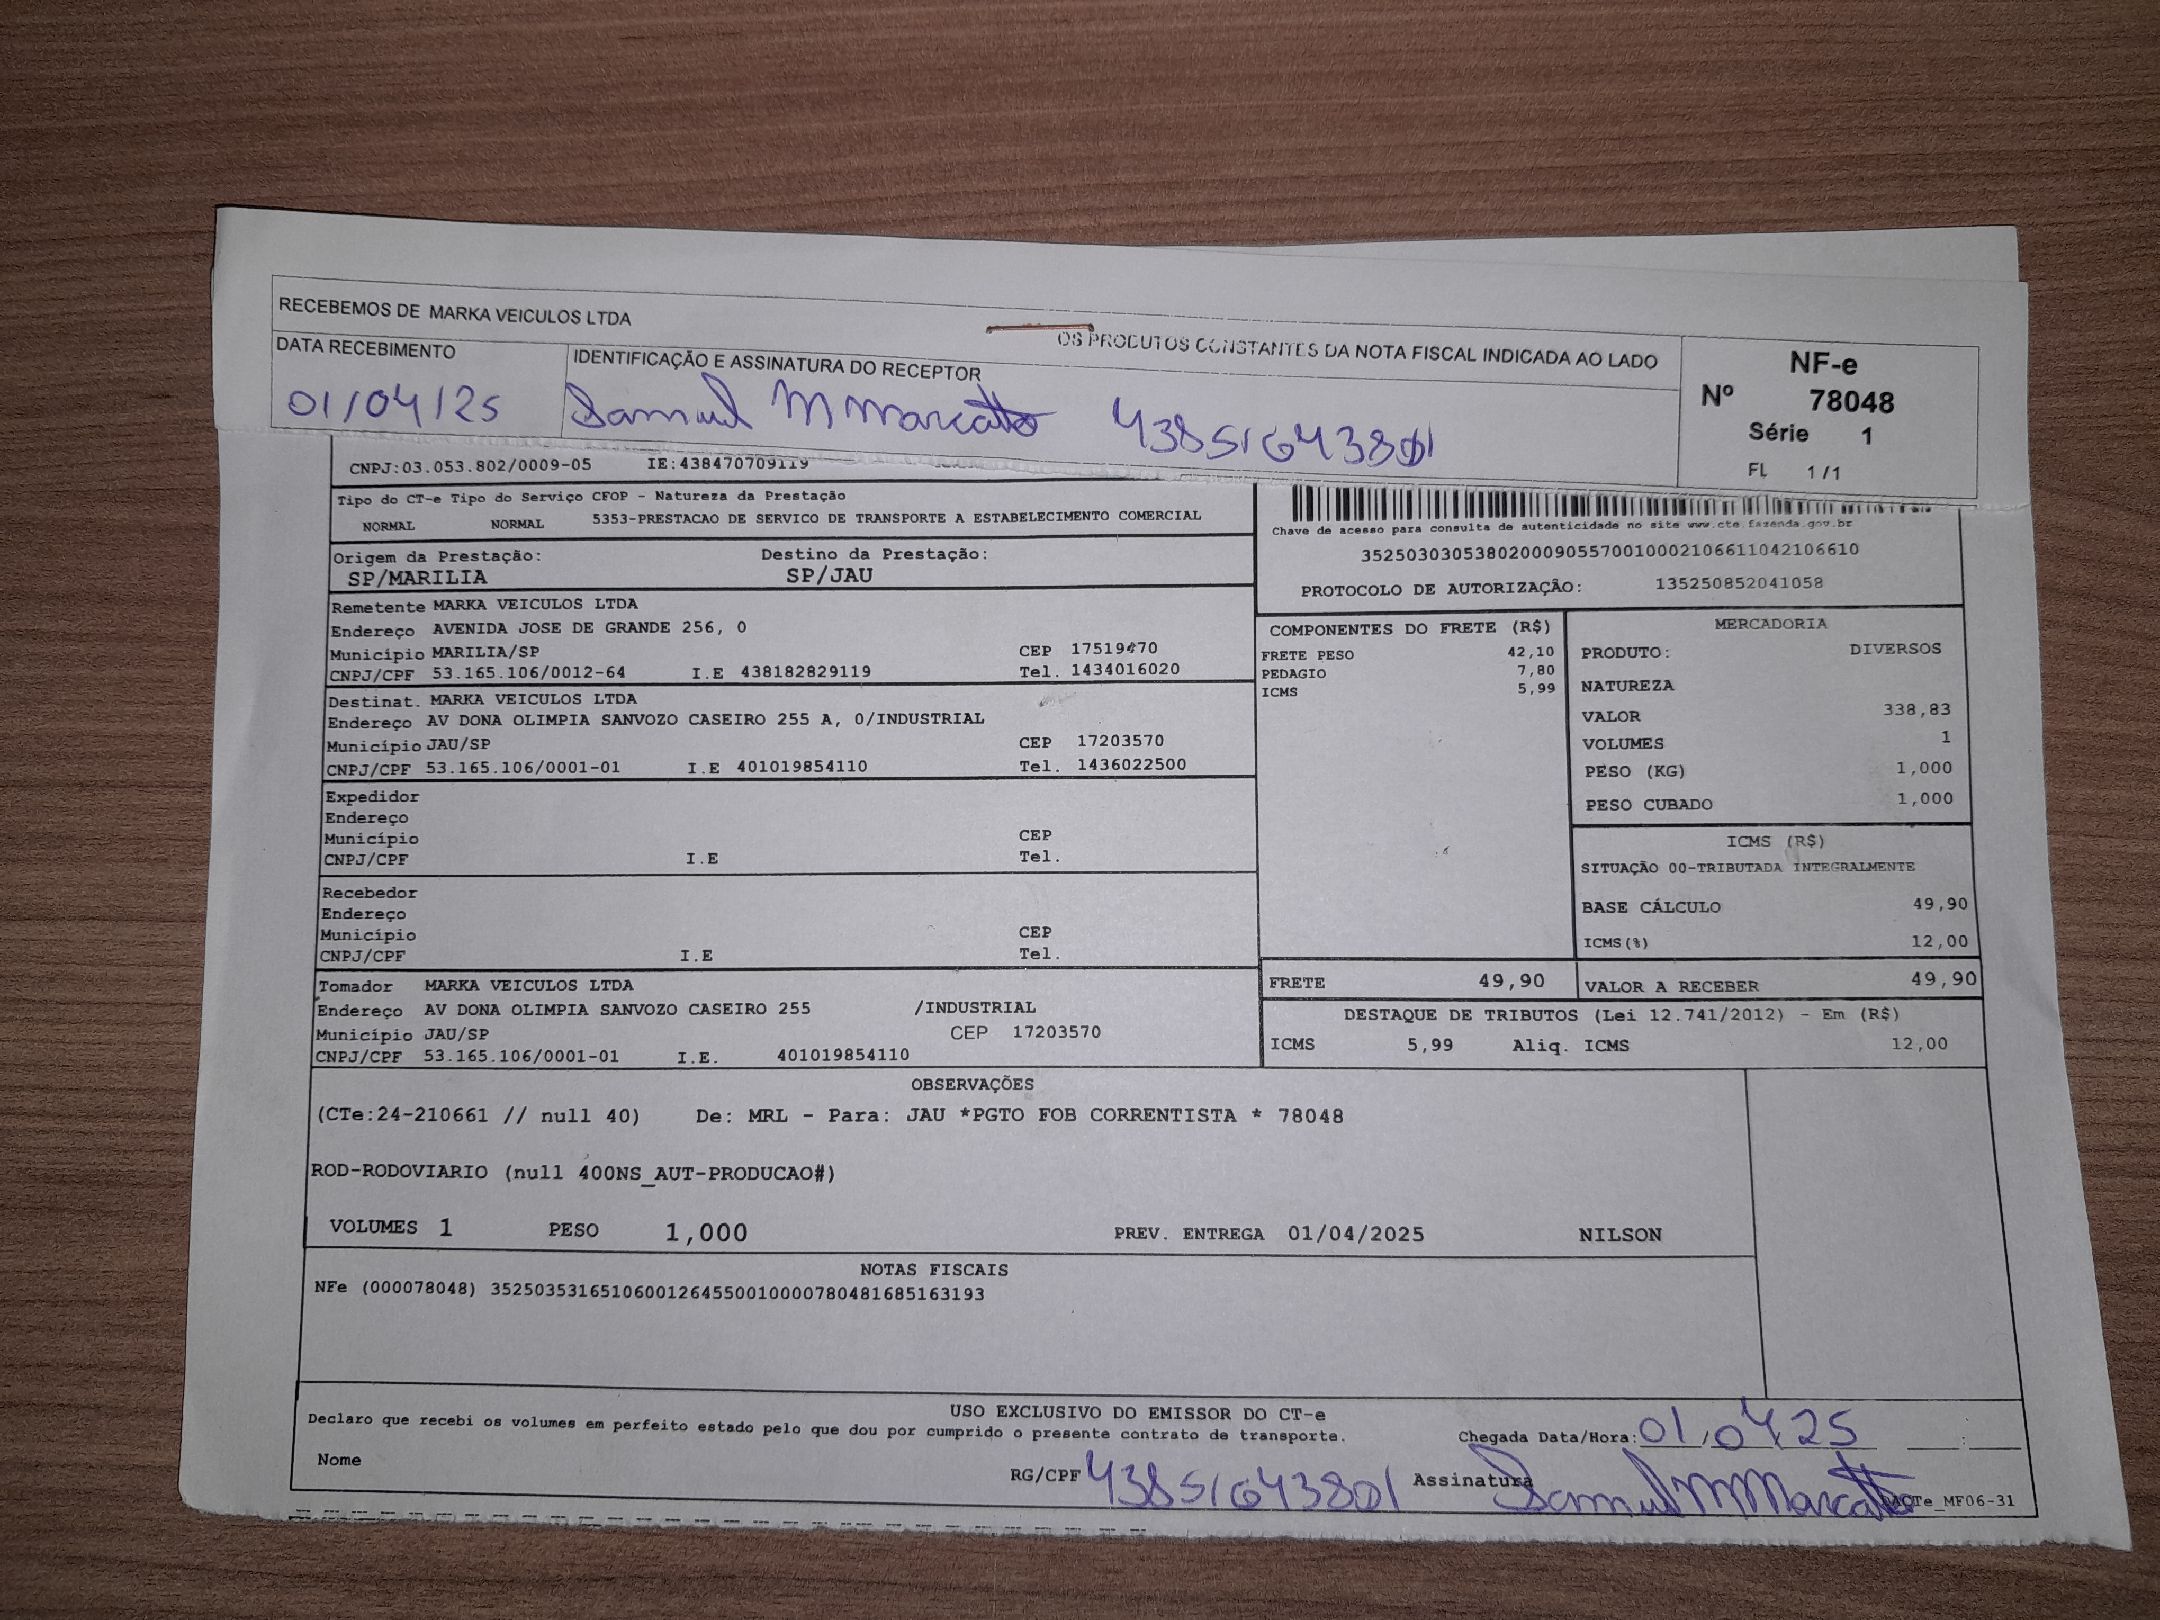 RECEBEMOS DE MARKA VEICULOS LTDA
OS PRODUTOS CONSTANTES DA NOTA FISCAL INDICADA AO LADO
DATA RECEBIMENTO
01/04/25
IDENTIFICAÇÃO E ASSINATURA DO RECEPTOR
Samuel M Marcatto 43851643801
NF-e
Nº 78048
Série 1
FL 1/1
CNPJ:03.053.802/0009-05 IE:438470709119
Tipo do CT-e Tipo do Serviço CFOP - Natureza da Prestação
NORMAL NORMAL 5353-PRESTACAO DE SERVICO DE TRANSPORTE A ESTABELECIMENTO COMERCIAL
Origem da Prestação: Destino da Prestação:
SP/MARILIA SP/JAU
Chave de acesso para consulta de autenticidade no site www.cte.fazenda.gov.br
35250303053802000905570010002106611042106610
PROTOCOLO DE AUTORIZAÇÃO: 135250852041058
Remetente MARKA VEICULOS LTDA
Endereço AVENIDA JOSE DE GRANDE 256, 0
Município MARILIA/SP CEP
CNPJ/CPF 53.165.106/0012-64 I.E 438182829119 Tel. 1434016020
Destinat. MARKA VEICULOS LTDA
Endereço AV DONA OLIMPIA SANVOZO CASEIRO 255 A, 0/INDUSTRIAL
Município JAU/SP CEP 17203570
CNPJ/CPF 53.165.106/0001-01 I.E 401019854110 Tel. 1436022500
Expedidor
Endereço
Município CEP
CNPJ/CPF I.E Tel.
Recebedor
Endereço
Município CEP
CNPJ/CPF I.E Tel.
Tomador MARKA VEICULOS LTDA
Endereço AV DONA OLIMPIA SANVOZO CASEIRO 255 /INDUSTRIAL
Município JAU/SP CEP 17203570
CNPJ/CPF 53.165.106/0001-01 I.E. 401019854110
COMPONENTES DO FRETE (R$)
FRETE PESO 42,10
PEDAGIO 7,80
ICMS 5,99
MERCADORIA
PRODUTO: DIVERSOS
NATUREZA
VALOR 338,83
VOLUMES 1
PESO (KG) 1,000
PESO CUBADO 1,000
ICMS (R$)
SITUAÇÃO 00-TRIBUTADA INTEGRALMENTE
BASE CÁLCULO 49,90
ICMS(%) 12,00
FRETE 49,90 VALOR A RECEBER 49,90
DESTAQUE DE TRIBUTOS (Lei 12.741/2012) - Em (R$)
ICMS 5,99 Aliq. ICMS 12,00
OBSERVAÇÕES
(CTe:24-210661 // null 40) De: MRL - Para: JAU *PGTO FOB CORRENTISTA * 78048
ROD-RODOVIARIO (null 400NS_AUT-PRODUCAO#)
VOLUMES 1 PESO 1,000 PREV. ENTREGA 01/04/2025 NILSON
NOTAS FISCAIS
NFe (000078048) 35250353165106001264550010000780481685163193
USO EXCLUSIVO DO EMISSOR DO CT-e
Declaro que recebi os volumes em perfeito estado pelo que dou por cumprido o presente contrato de transporte. Chegada Data/Hora: 01/04/25 ____:____
Nome RG/CPF 43851643801 Assinatura Samuel M Marcatto
DACTe_MF06-31